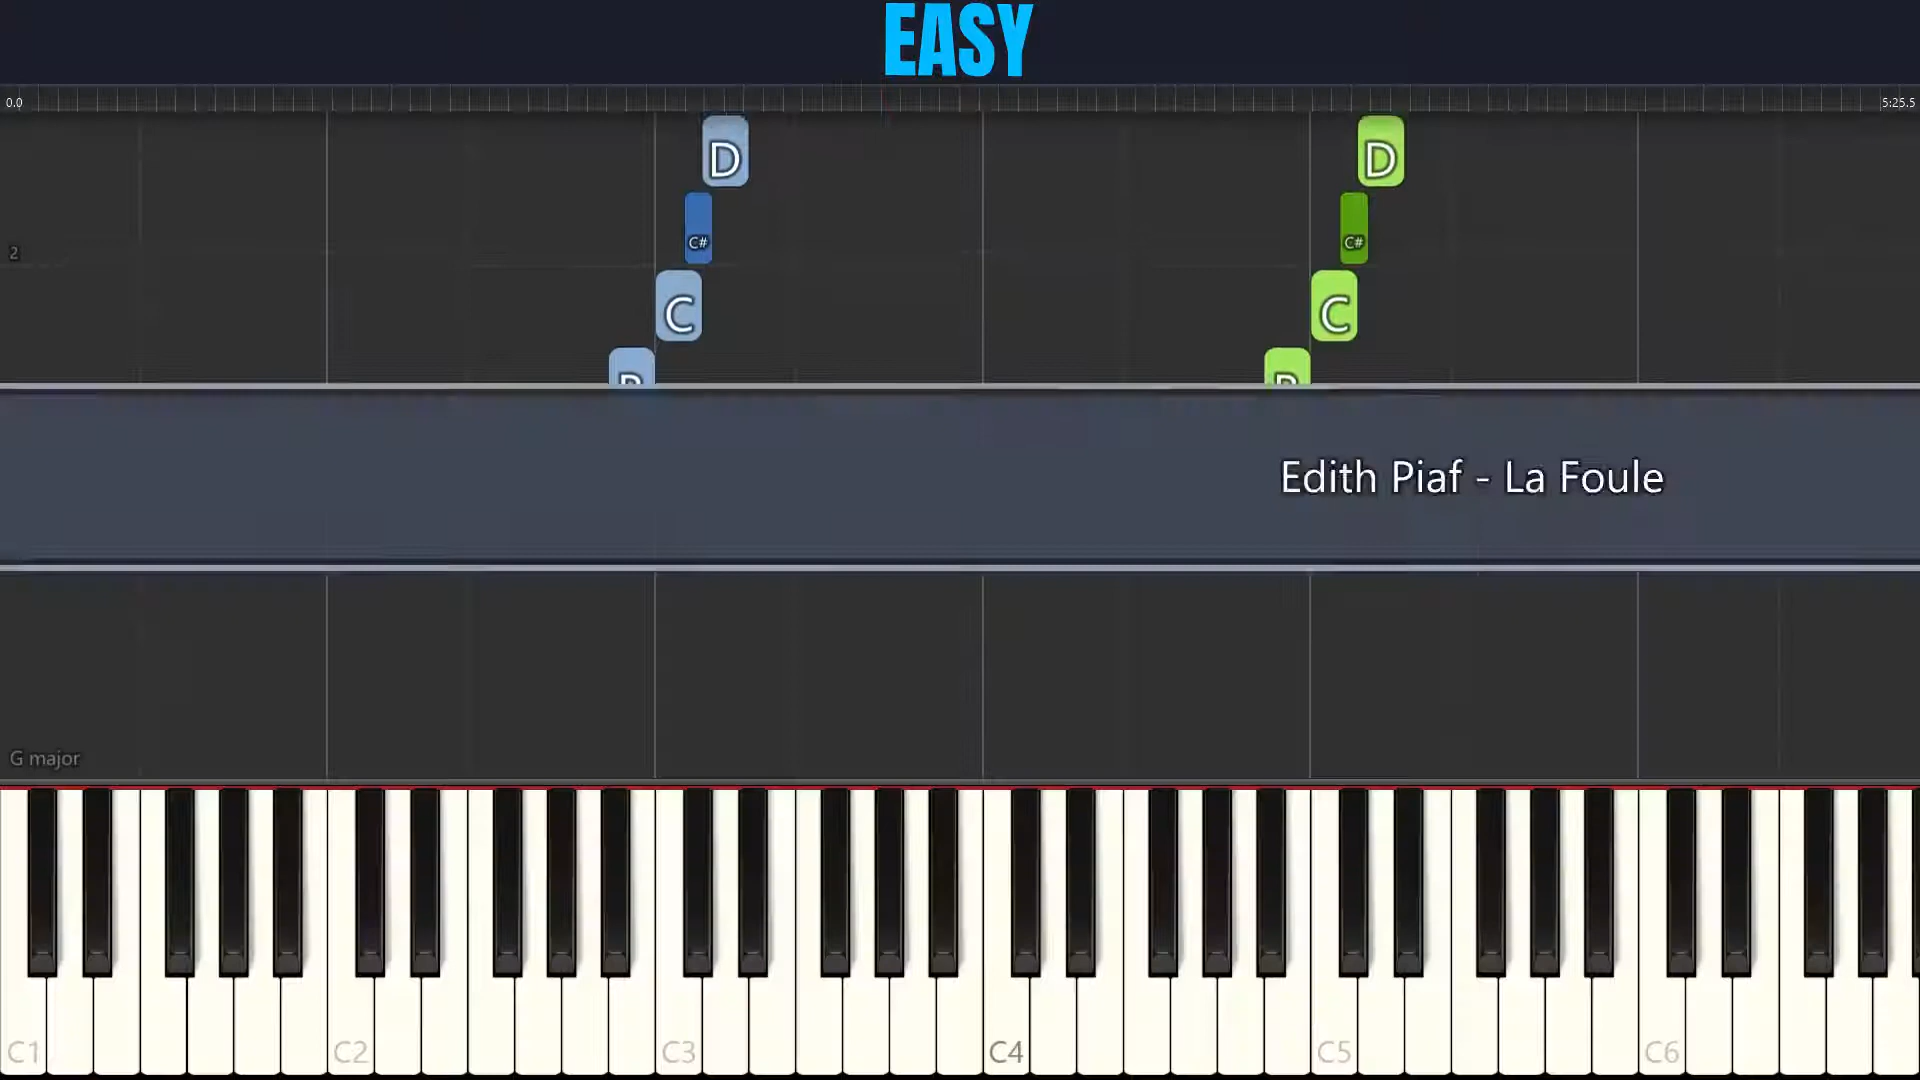 EASY
0.0
5:25.5
D
D
2
C#
C#
C
C
Edith Piaf - La Foule
G major
C1
C2
C3
C4
C5
C6